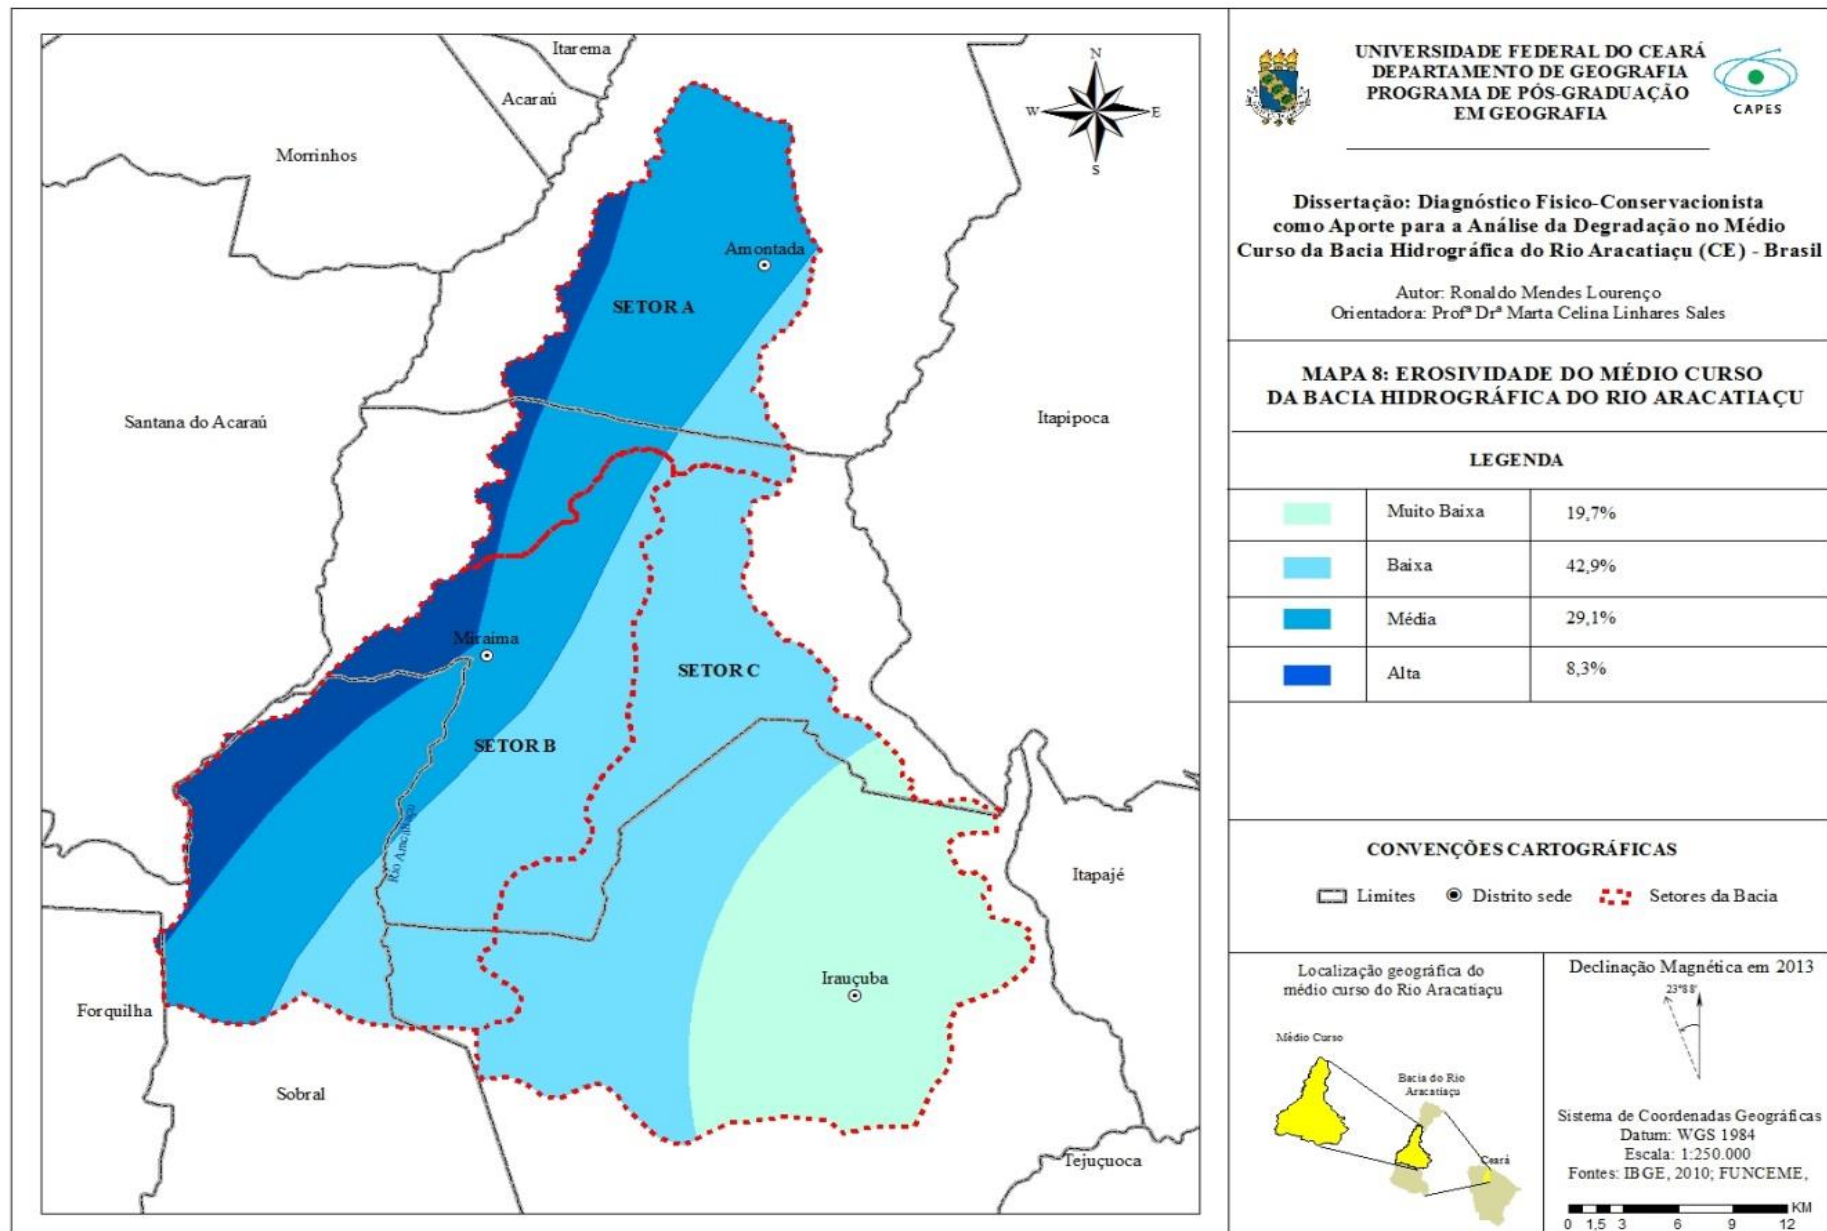 Itarema
Acaraú
Morrinhos
N
W
E
S
Amontada
SETOR A
Santana do Acaraú
Itapipoca
Miraima
SETOR C
SETOR B
Itapajé
Irauçuba
Forquilha
Sobral
Tejuçuoca
UNIVERSIDADE FEDERAL DO CEARÁ
DEPARTAMENTO DE GEOGRAFIA
PROGRAMA DE PÓS-GRADUAÇÃO
EM GEOGRAFIA
CAPES
Dissertação: Diagnóstico Fisico-Conservacionista
como Aporte para a Análise da Degradação no Médio
Curso da Bacia Hidrográfica do Rio Aracatiaçu (CE) - Brasil
Autor: Ronaldo Mendes Lourenço
Orientadora: Profª Drª Marta Celina Linhares Sales
MAPA 8: EROSIVIDADE DO MÉDIO CURSO
DA BACIA HIDROGRÁFICA DO RIO ARACATIAÇU
LEGENDA
Muito Baixa 19,7%
Baixa 42,9%
Média 29,1%
Alta 8,3%
CONVENÇÕES CARTOGRÁFICAS
Limites Distrito sede Setores da Bacia
Localização geográfica do
médio curso do Rio Aracatiaçu
Médio Curso
Bacia do Rio
Aracatiaçu
Ceará
Declinação Magnética em 2013
23°88'
Sistema de Coordenadas Geográficas
Datum: WGS 1984
Escala: 1:250.000
Fontes: IBGE, 2010; FUNCEME,
KM
0 1,5 3 6 9 12